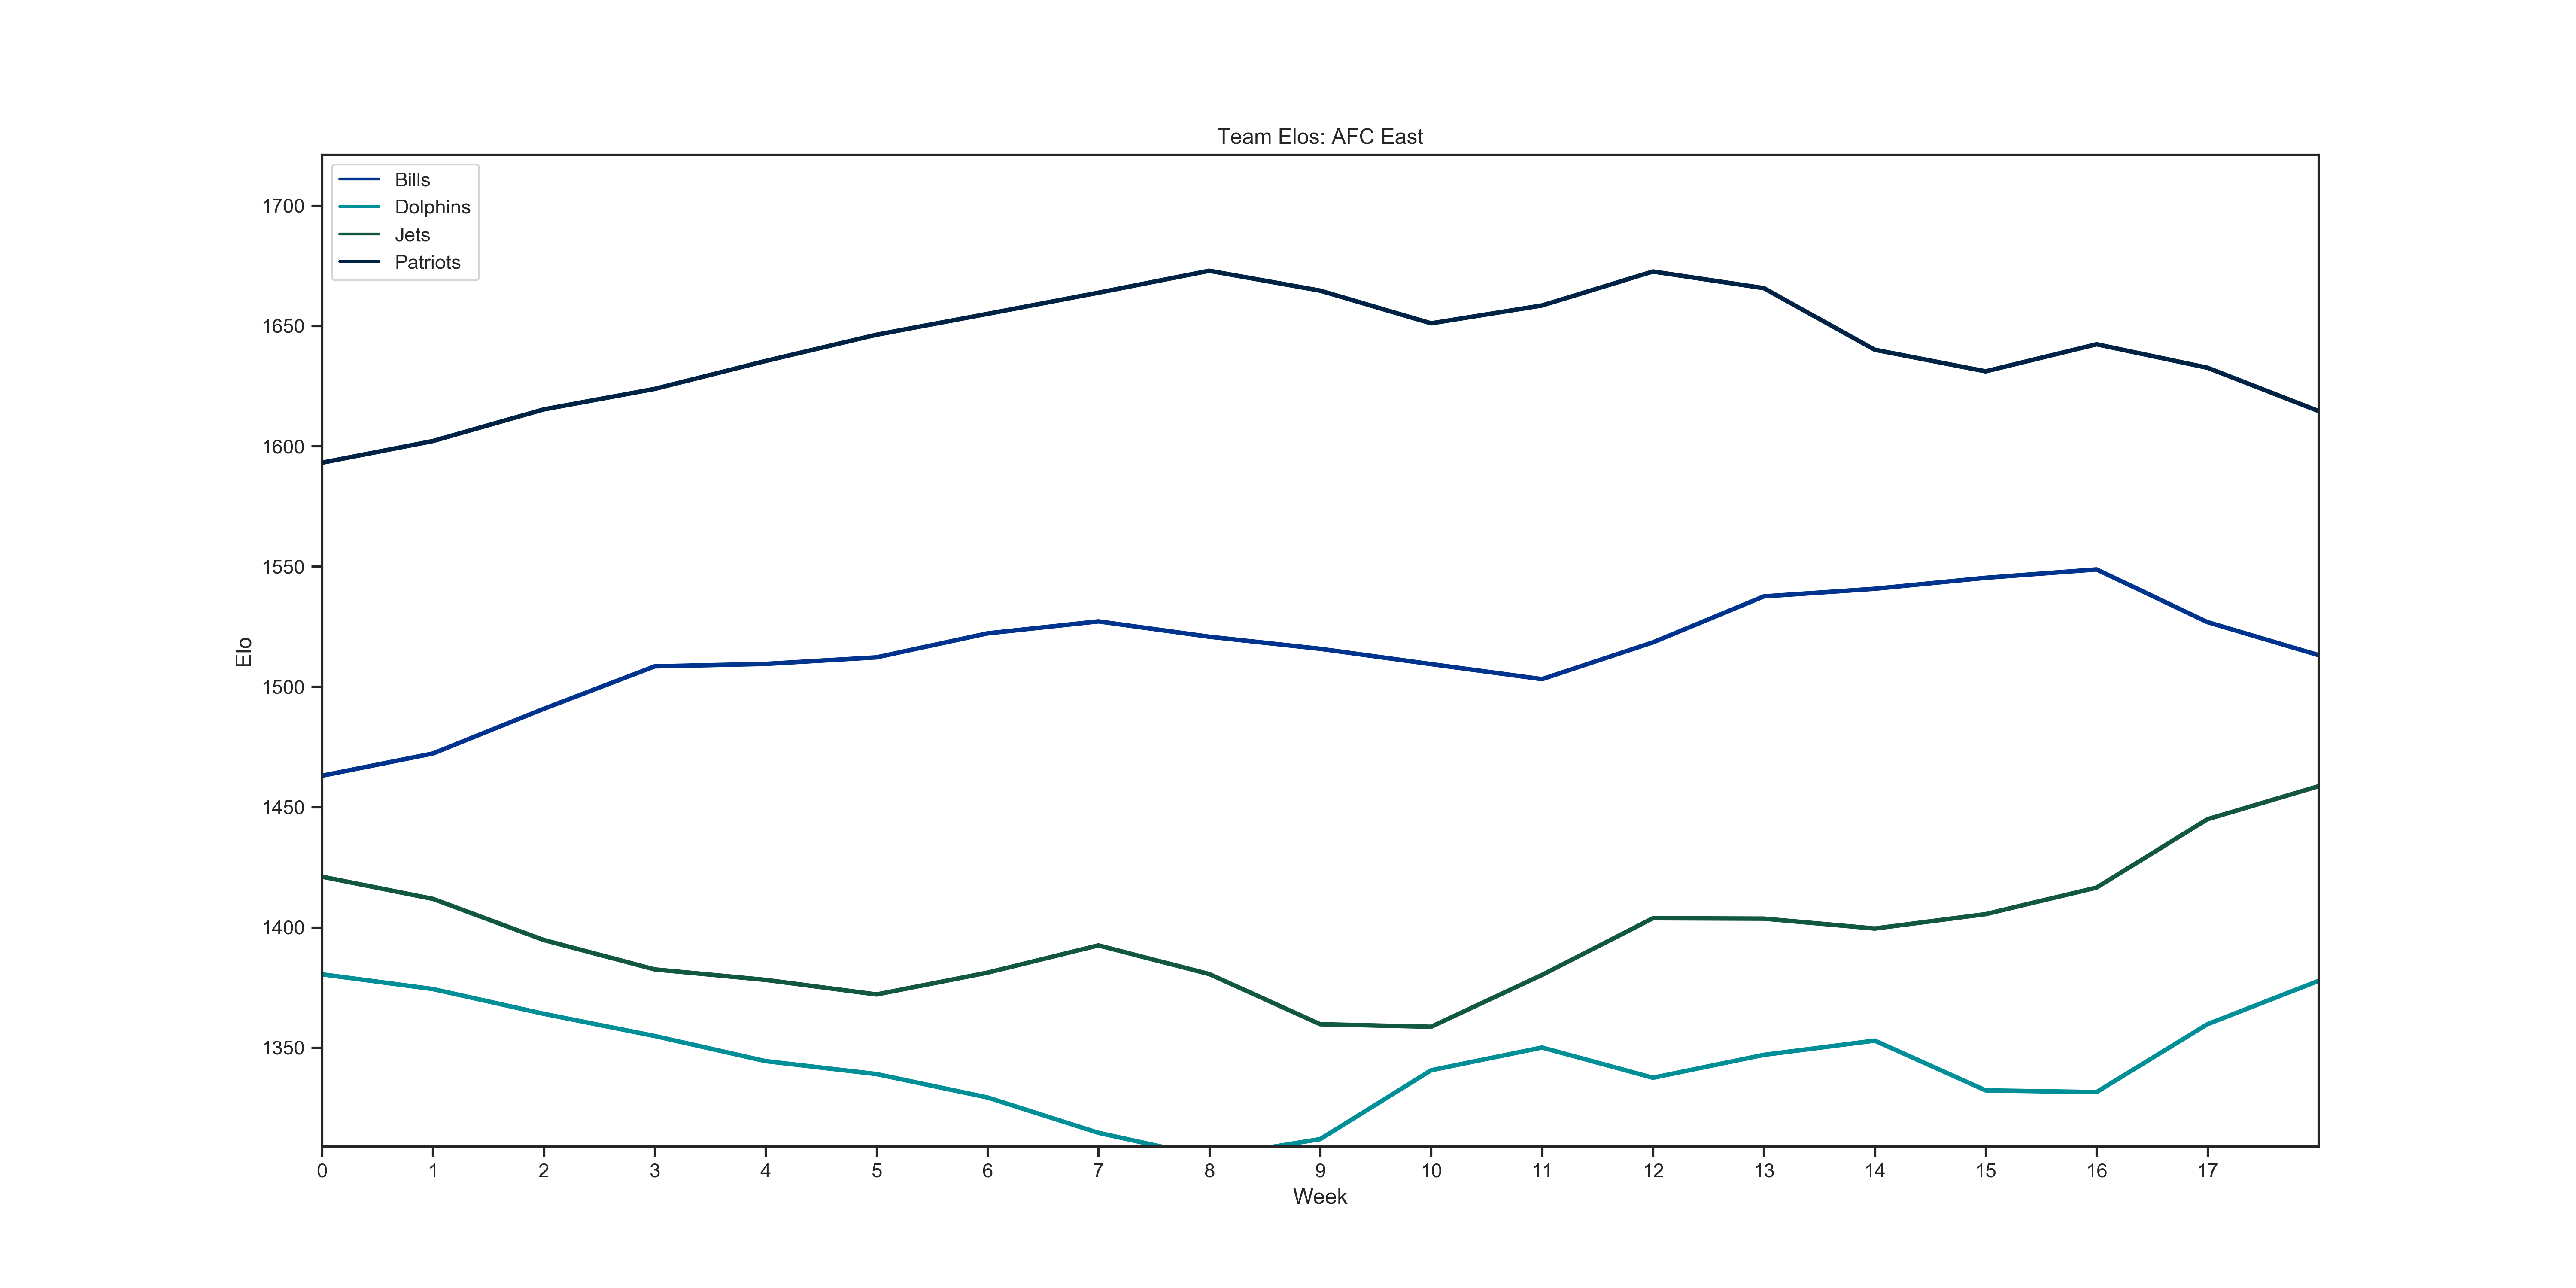 Team Elos: AFC East
Bills
Dolphins
Jets
Patriots
1700
1650
1600
1550
1500
1450
1400
1350
Elo
0 1 2 3 4 5 6 7 8 9 10 11 12 13 14 15 16 17
Week